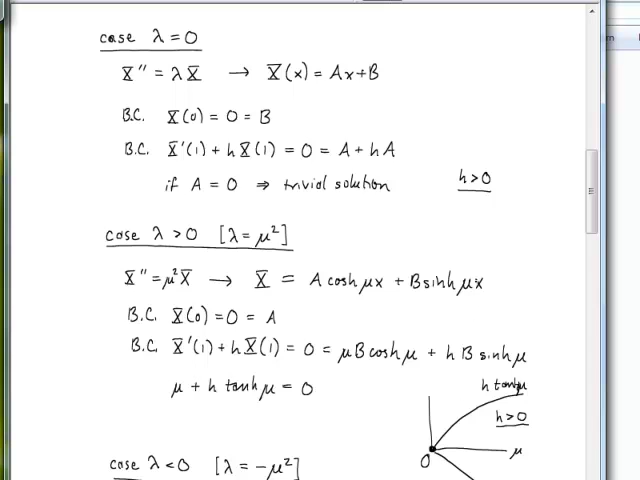 case λ=0
X̅'' = λX̅ → X̅(x) = Ax+B
B.C. X̅(0) = 0 = B
B.C. X̅'(1) + hX̅(1) = 0 = A + hA
if A = 0 ⇒ trivial solution
h>0
case λ>0 [λ=μ²]
X̅''=μ²X̅ → X̅ = A cosh μx + B sinh μx
B.C. X̅(0) = 0 = A
B.C. X̅'(1) + hX̅(1) = 0 = μB cosh μ + h B sinh μ
μ + h tanh μ = 0
h tanh μ
h>0
μ
0
case λ<0 [λ=-μ²]